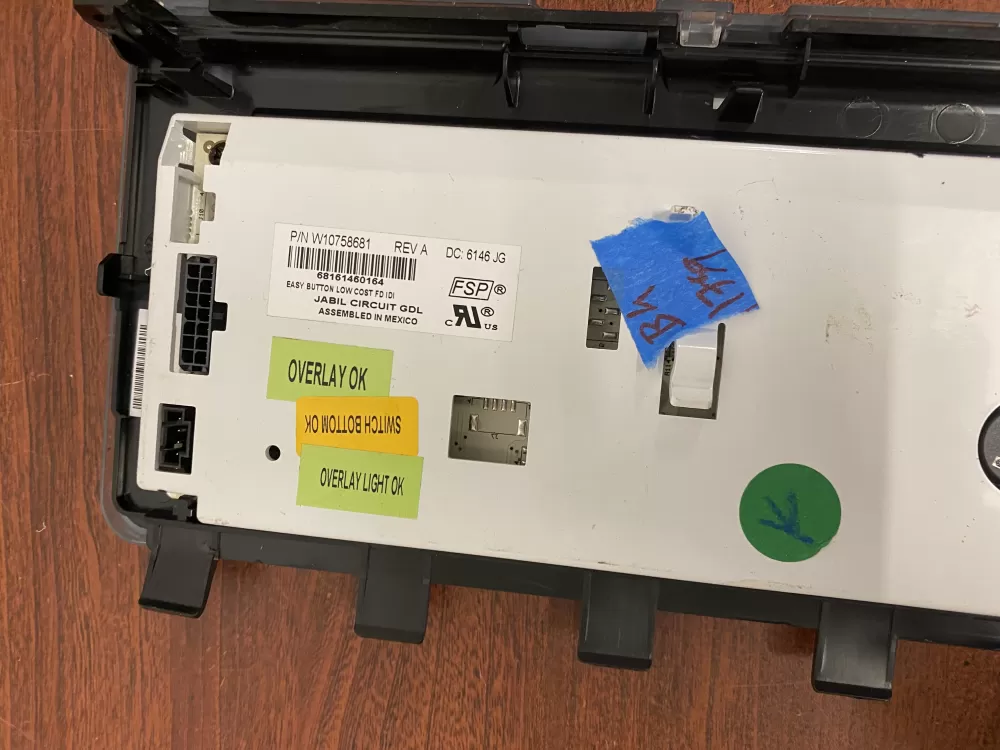 P/N W10758681 REV A DC: 6146 JG
68161460164
EASY BUTTON LOW COST FD IDI
JABIL CIRCUIT GDL
ASSEMBLED IN MEXICO
FSP®
C RU® US
OVERLAY OK
SWITCH BOTTOM OK
OVERLAY LIGHT OK